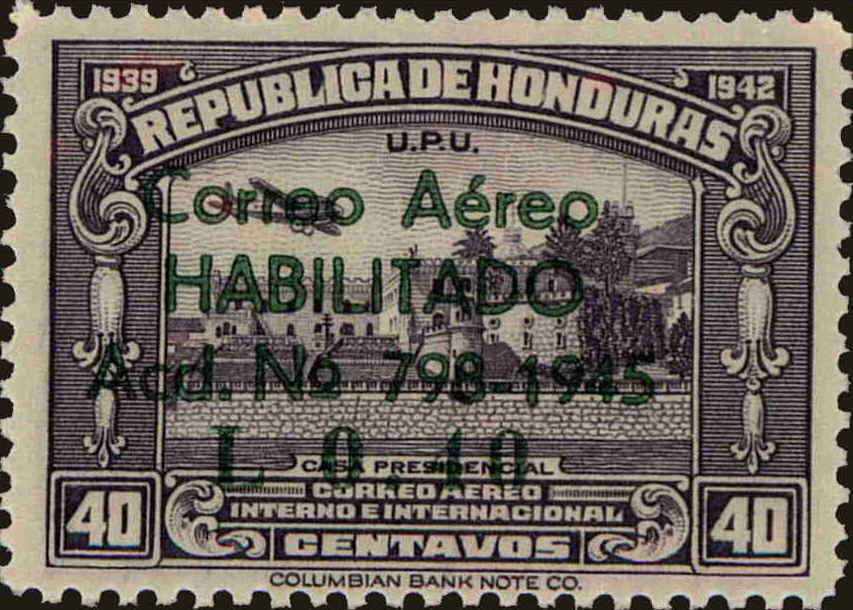 1939
1942
REPUBLICA DE HONDURAS
U.P.U.
Correo Aéreo
HABILITADO
Acd. Nó 798-1945
L 0.10
CASA PRESIDENCIAL
CORREO AEREO
INTERNO E INTERNACIONAL
40
40
CENTAVOS
COLUMBIAN BANK NOTE CO.